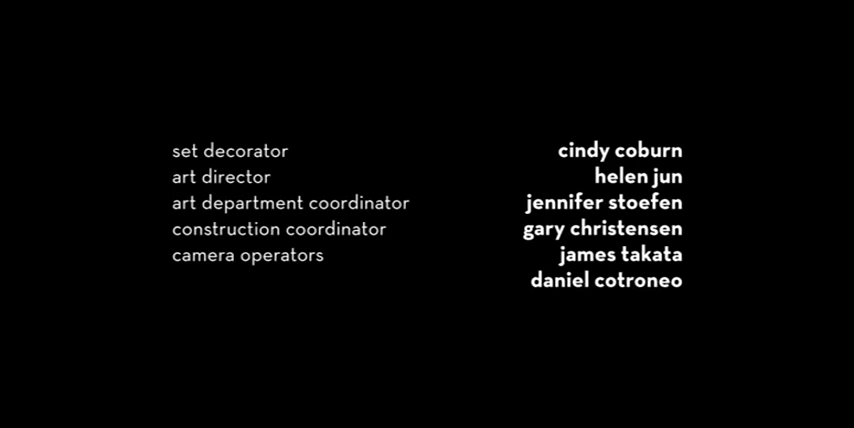 set decorator cindy coburn
art director helen jun
art department coordinator jennifer stoefen
construction coordinator gary christensen
camera operators james takata
daniel cotroneo